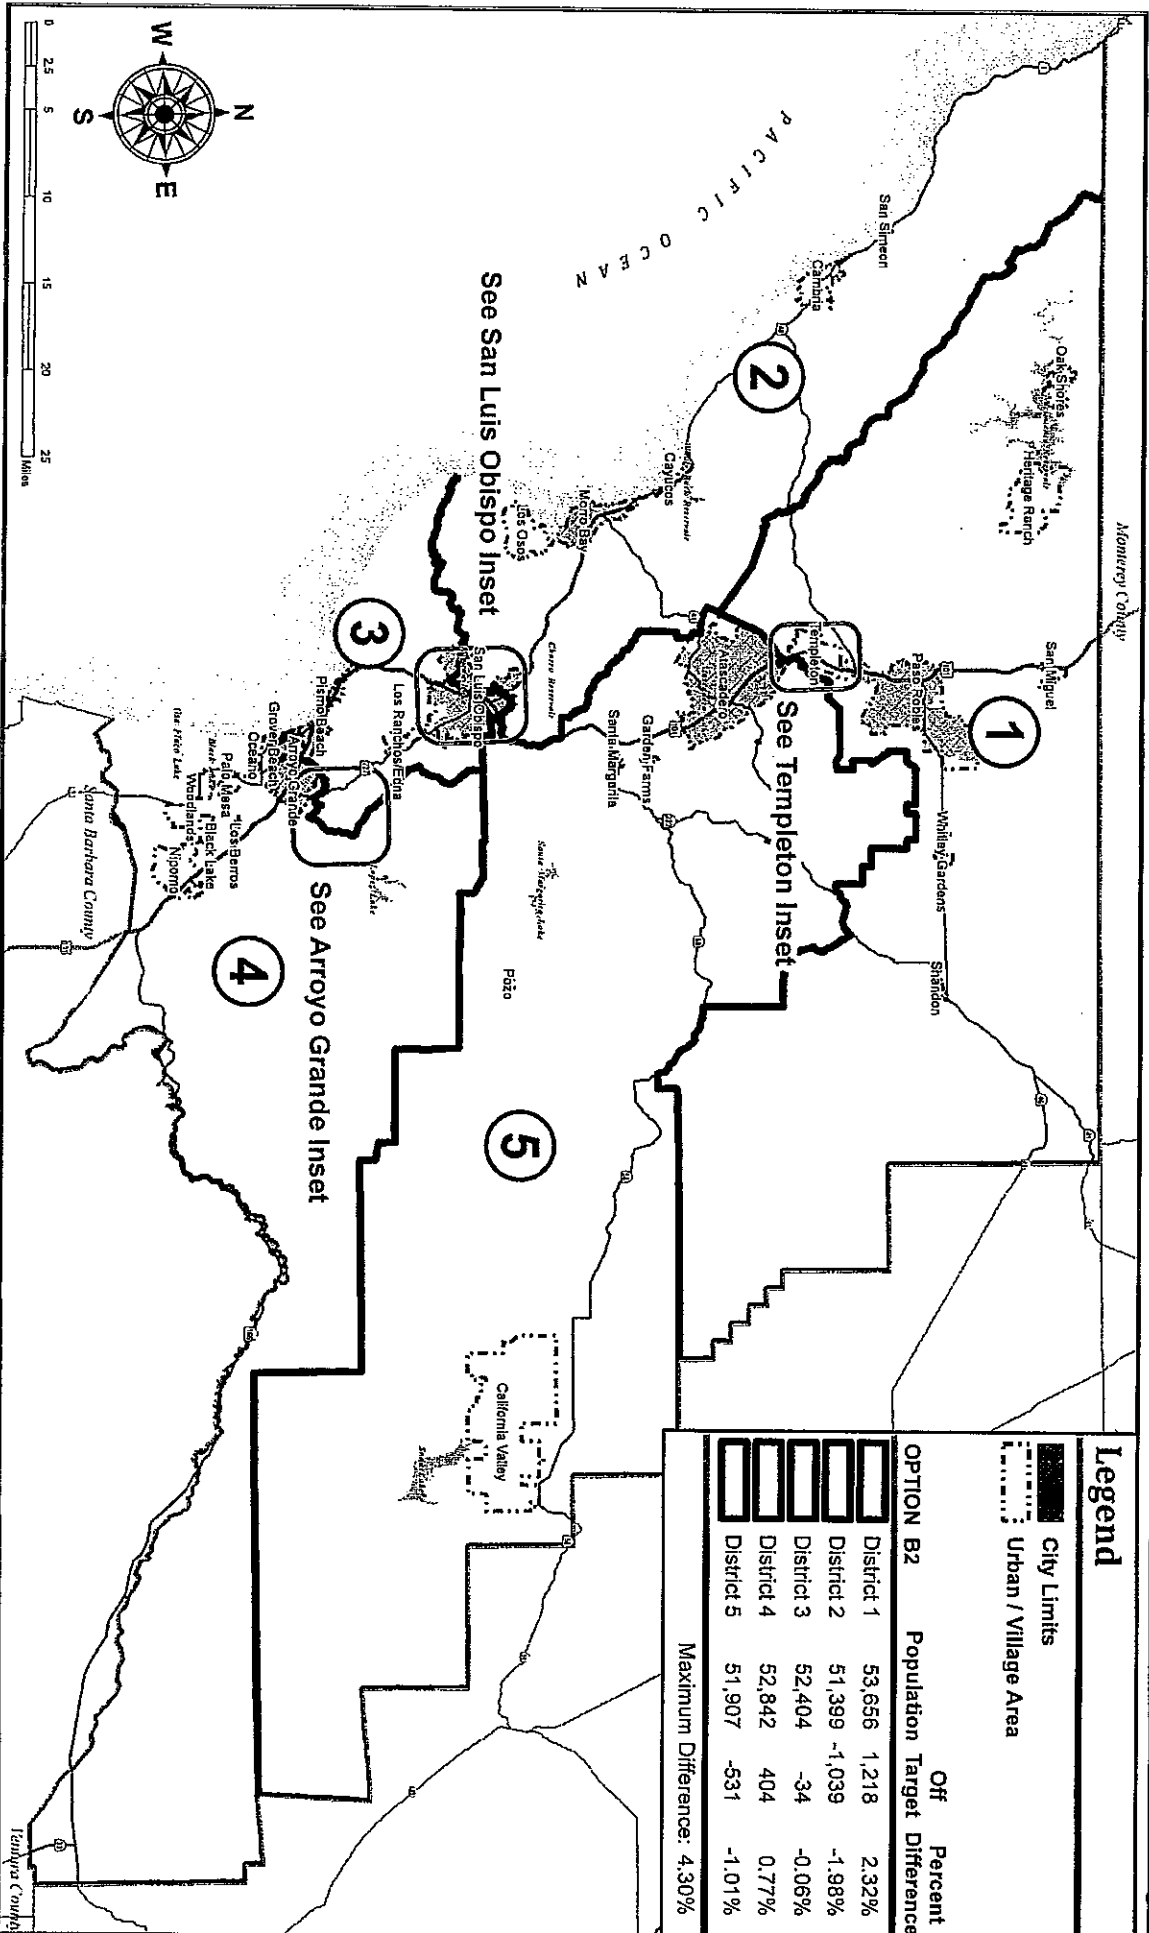 Legend
City Limits
Urban / Village Area
OPTION B2 Population Off Target Percent Difference
District 1 53,656 1,218 2.32%
District 2 51,399 -1,039 -1.98%
District 3 52,404 -34 -0.06%
District 4 52,842 404 0.77%
District 5 51,907 -531 -1.01%
Maximum Difference: 4.30%
Monterey County
San Miguel
Oak Shores
Heritage Ranch
1
Paso Robles
Whitley Gardens
Shandon
San Simeon
Cambria
2
Templeton
See Templeton Inset
Atascadero
Cayucos
Garden Farms
Santa Margarita
Morro Bay
Los Osos
Chorro Reservoir
Santa Margarita Lake
Pozo
5
California Valley
PACIFIC OCEAN
See San Luis Obispo Inset
San Luis Obispo
3
Los Ranchos/Edna
Pismo Beach
Arroyo Grande
Grover Beach
Oceano
Lopez Lake
See Arroyo Grande Inset
Palo Mesa
Los Berros
Black Lake
Woodlands
Nipomo
4
Santa Barbara County
Ventura County
N
W
E
S
0 2.5 5 10 15 20 25
Miles